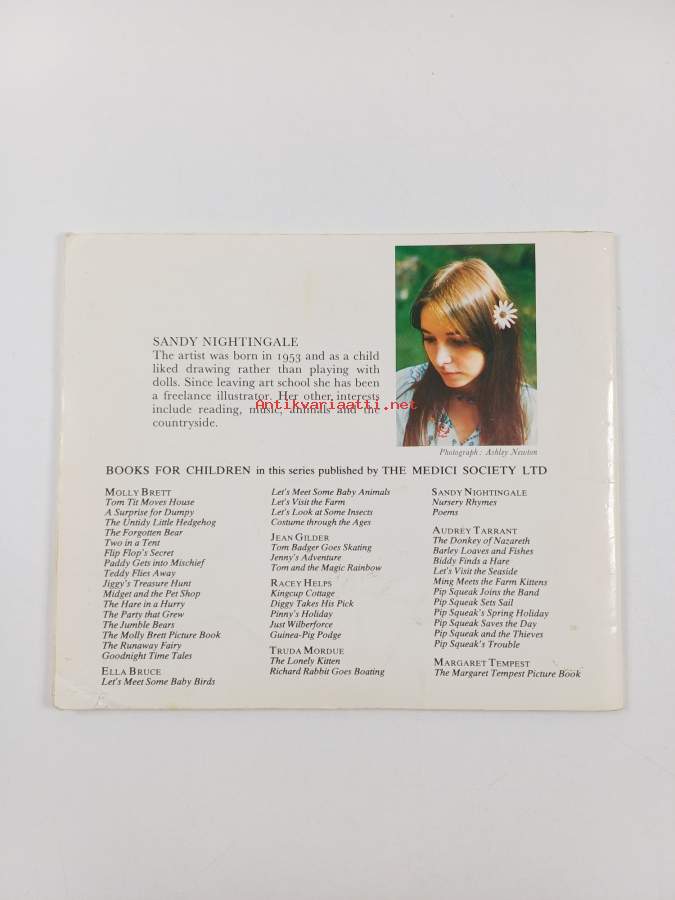 SANDY NIGHTINGALE
The artist was born in 1953 and as a child
liked drawing rather than playing with
dolls. Since leaving art school she has been
a freelance illustrator. Her other interests
include reading, music, animals and the
countryside.
Antikvariaatti.net
Photograph: Ashley Newton
BOOKS FOR CHILDREN in this series published by THE MEDICI SOCIETY LTD
MOLLY BRETT
Tom Tit Moves House
A Surprise for Dumpy
The Untidy Little Hedgehog
The Forgotten Bear
Two in a Tent
Flip Flop's Secret
Paddy Gets into Mischief
Teddy Flies Away
Jiggy's Treasure Hunt
Midget and the Pet Shop
The Hare in a Hurry
The Party that Grew
The Jumble Bears
The Molly Brett Picture Book
The Runaway Fairy
Goodnight Time Tales
ELLA BRUCE
Let's Meet Some Baby Birds
Let's Meet Some Baby Animals
Let's Visit the Farm
Let's Look at Some Insects
Costume through the Ages
JEAN GILDER
Tom Badger Goes Skating
Jenny's Adventure
Tom and the Magic Rainbow
RACEY HELPS
Kingcup Cottage
Diggy Takes His Pick
Pinny's Holiday
Just Wilberforce
Guinea-Pig Podge
TRUDA MORDUE
The Lonely Kitten
Richard Rabbit Goes Boating
SANDY NIGHTINGALE
Nursery Rhymes
Poems
AUDREY TARRANT
The Donkey of Nazareth
Barley Loaves and Fishes
Biddy Finds a Hare
Let's Visit the Seaside
Ming Meets the Farm Kittens
Pip Squeak Joins the Band
Pip Squeak Sets Sail
Pip Squeak's Spring Holiday
Pip Squeak Saves the Day
Pip Squeak and the Thieves
Pip Squeak's Trouble
MARGARET TEMPEST
The Margaret Tempest Picture Book